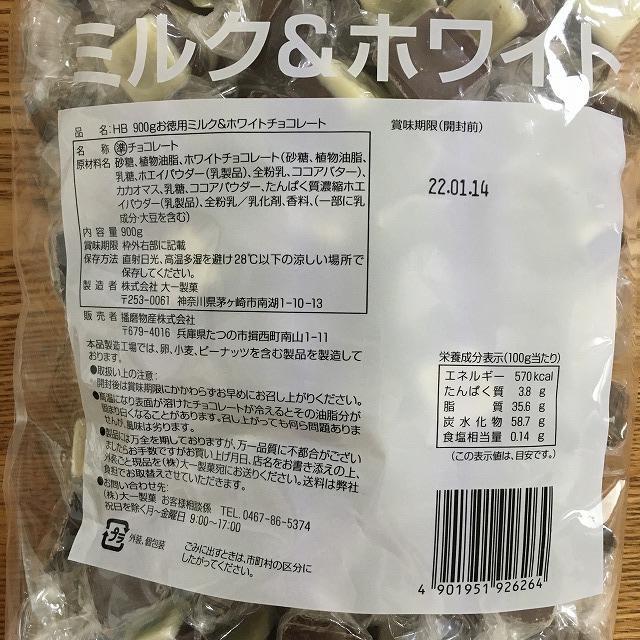 ミルク&ホワイト
品 名:HB 900gお徳用ミルク&ホワイトチョコレート
名 称 準チョコレート
原材料名 砂糖、植物油脂、ホワイトチョコレート(砂糖、植物油脂、
乳糖、ホエイパウダー(乳製品)、全粉乳、ココアバター)、
カカオマス、乳糖、ココアパウダー、たんぱく質濃縮ホエ
イパウダー(乳製品)、全粉乳/乳化剤、香料、(一部に乳
成分・大豆を含む)
内 容 量 900g
賞味期限 枠外右部に記載
保存方法 直射日光、高温多湿を避け28℃以下の涼しい場所で
保存してください。
製 造 者 株式会社 大一製菓
〒253-0061 神奈川県茅ヶ崎市南湖1-10-13
販 売 者 播磨物産株式会社
〒679-4016 兵庫県たつの市揖西町南山1-11
本品製造工場では、卵、小麦、ピーナッツを含む製品を製造して
おります。
●取扱い上の注意:
開封後は賞味期限にかかわらずお早めにお召し上がりください。
●高温になり表面が溶けたチョコレートが冷えるとその油脂分が
固まり白くなることがあります。召し上がっても何ら問題ありま
せんが、風味は劣ります。
●製品には万全を期しておりますが、万一品質に不都合がござい
ましたらお手数ですがお買い上げ月日、店名をお書き添えの上、
外装ごと現品を(株)大一製菓宛にお送りください。送料は弊社
負担でお取替えさせていただきます。
●お問い合わせ先:
(株)大一製菓 お客様相談係 TEL.0467-86-5374
祝日を除く月~金曜日 9:00~17:00
プラ
外装、個包装
ごみに出すときは、市町村の区分に
したがってください。
賞味期限(開封前)
22.01.14
栄養成分表示(100g当たり)
エネルギー 570kcal
たんぱく質 3.8 g
脂 質 35.6 g
炭水化物 58.7 g
食塩相当量 0.14 g
(この表示値は、目安です。)
4 901951 926264